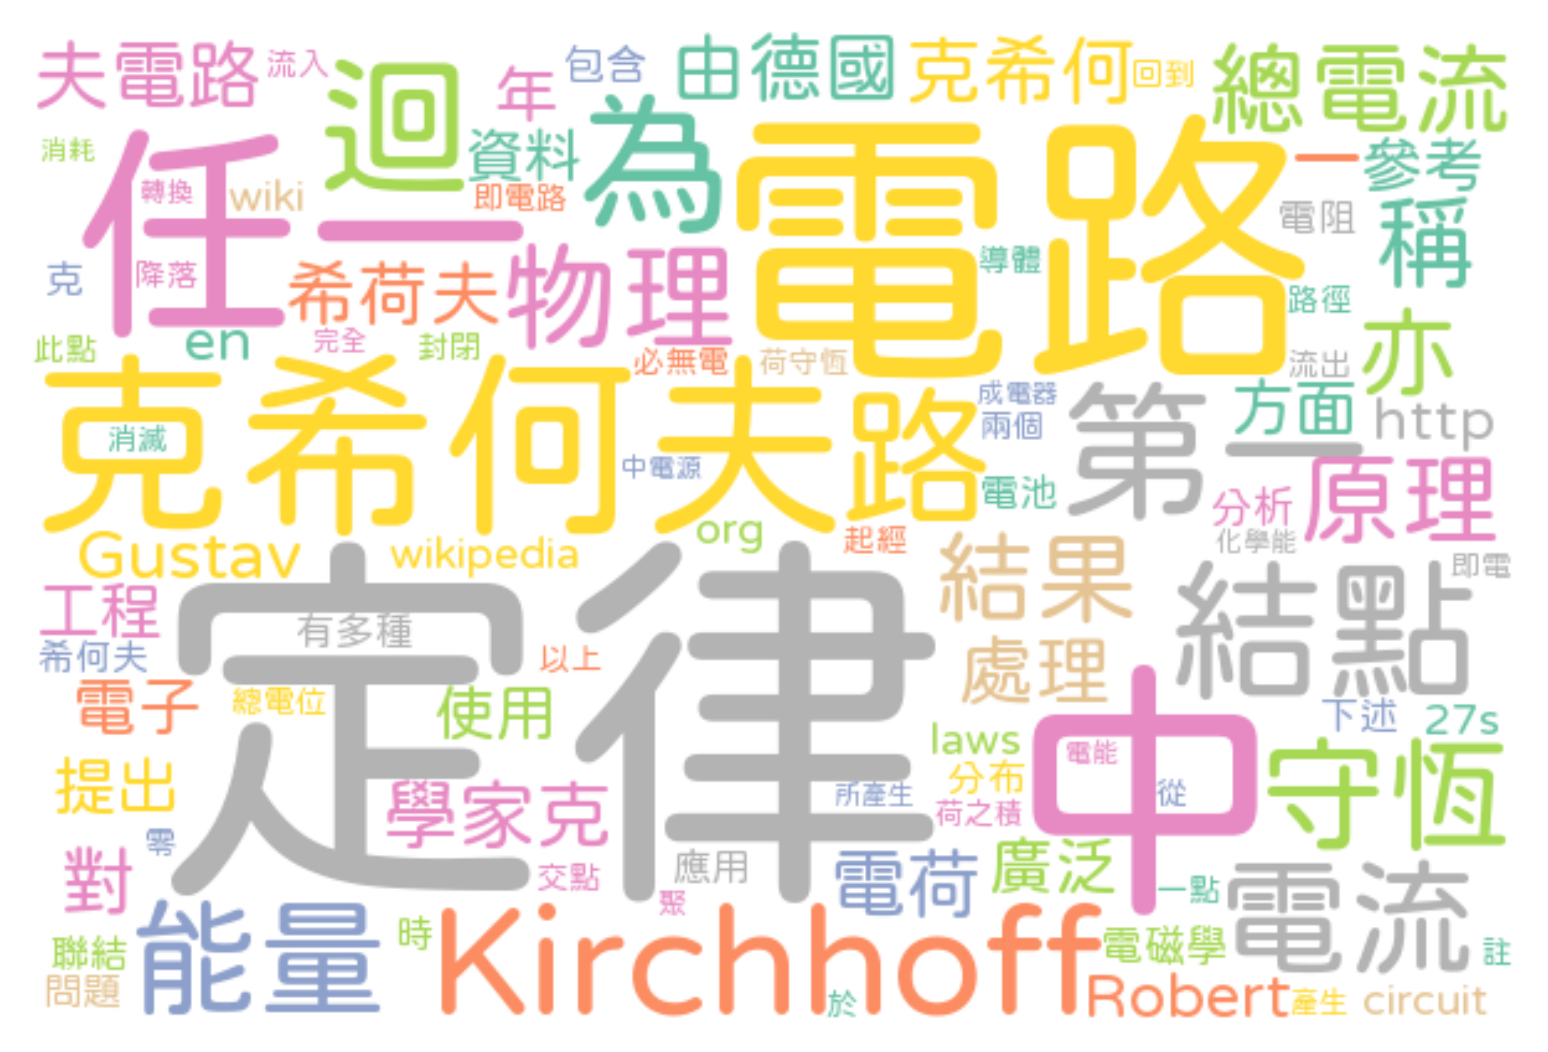 夫電路
流入
迴
年
包含
由德國
克希何
回到
總電流
消耗
任一
轉換
wiki
資料
即電路
為
電路
一
參考
電阻
稱
克
降落
希荷夫
物理
導體
路徑
此點
en
完全
封閉
必無電
荷守恆
流出
亦
克希何夫
消滅
路
成電器
兩個
第一
方面
http
中電源
電池
分析
原理
Gustav
wikipedia
org
起經
結果
化學能
即電
工程
定律
有多種
結點
希何夫
以上
處理
電子
總電位
使用
下述
27s
laws
中
電能
提出
學家克
所產生
分布
荷之積
從
守恆
零
對
交點
應用
電荷
廣泛
一點
電流
聚
能量
時
Kirchhoff
電磁學
註
聯結
問題
於
Robert
產生
circuit